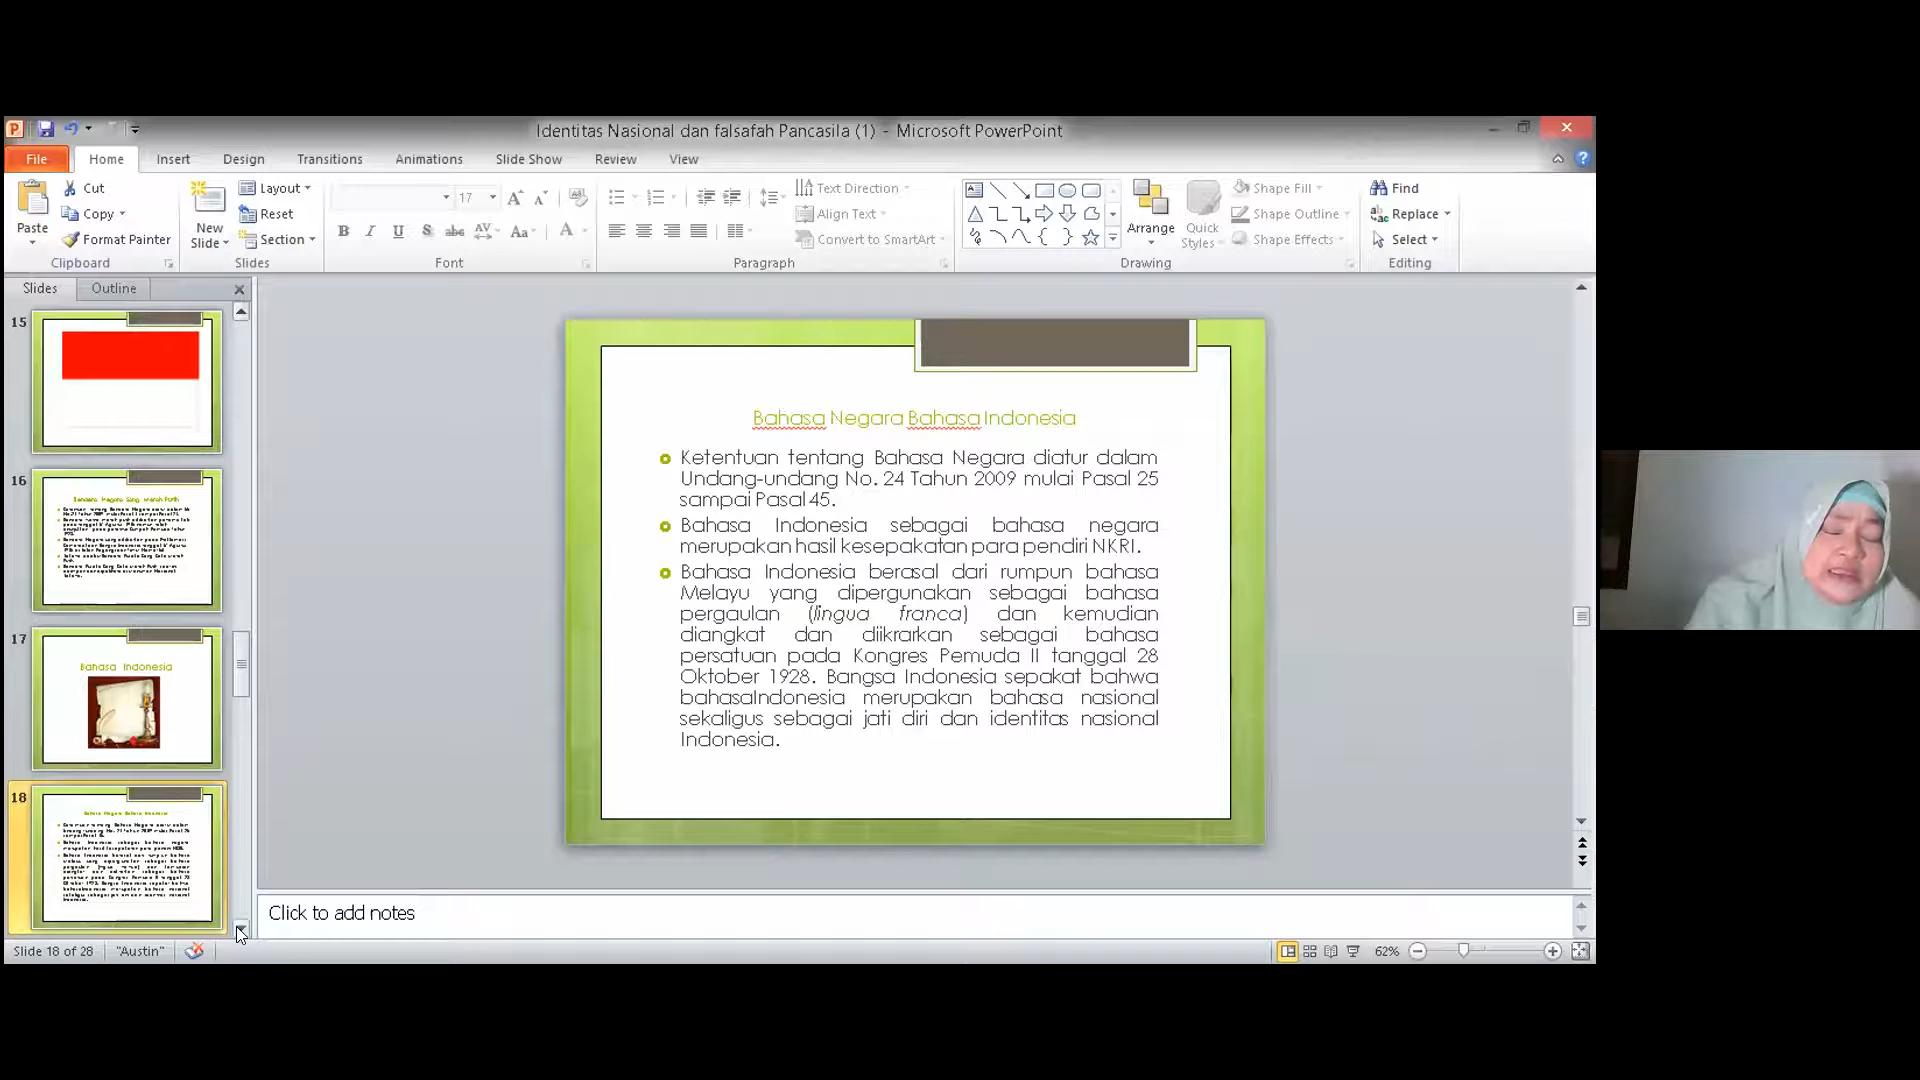 Identitas Nasional dan falsafah Pancasila (1) - Microsoft PowerPoint
File Home Insert Design Transitions Animations Slide Show Review View
Paste
Cut
Copy
Format Painter
Clipboard
New Slide
Layout
Reset
Section
Slides
17
Font
Text Direction
Align Text
Convert to SmartArt
Paragraph
Arrange
Quick Styles
Shape Fill
Shape Outline
Shape Effects
Drawing
Find
Replace
Select
Editing
Slides Outline
15
16
17
Bahasa Indonesia
18
Bahasa Negara Bahasa Indonesia
Ketentuan tentang Bahasa Negara diatur dalam
Undang-undang No. 24 Tahun 2009 mulai Pasal 25
sampai Pasal 45.
Bahasa Indonesia sebagai bahasa negara
merupakan hasil kesepakatan para pendiri NKRI.
Bahasa Indonesia berasal dari rumpun bahasa
Melayu yang dipergunakan sebagai bahasa
pergaulan (lingua franca) dan kemudian
diangkat dan diikrarkan sebagai bahasa
persatuan pada Kongres Pemuda II tanggal 28
Oktober 1928. Bangsa Indonesia sepakat bahwa
bahasaIndonesia merupakan bahasa nasional
sekaligus sebagai jati diri dan identitas nasional
Indonesia.
Click to add notes
Slide 18 of 28 "Austin" 62%